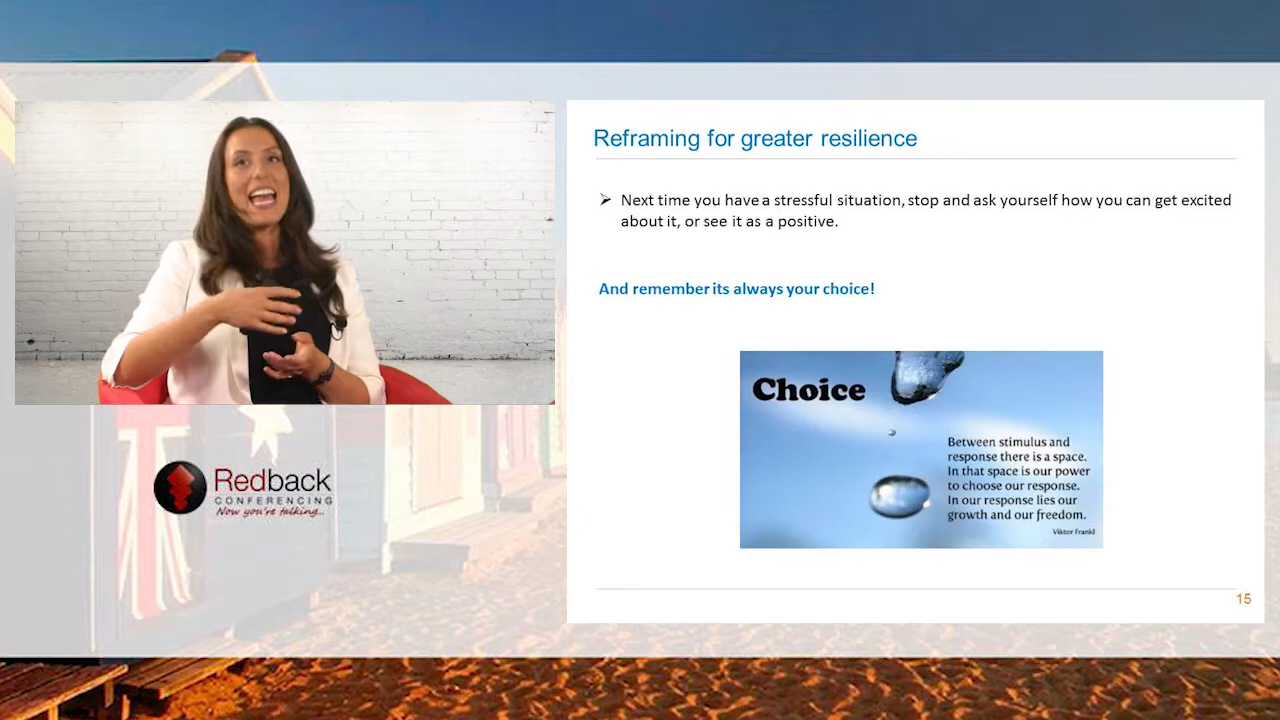 Reframing for greater resilience
➢ Next time you have a stressful situation, stop and ask yourself how you can get excited
about it, or see it as a positive.
And remember its always your choice!
Choice
Between stimulus and
response there is a space.
In that space is our power
to choose our response.
In our response lies our
growth and our freedom.
Viktor Frankl
15
Redback
CONFERENCING
Now you're talking..